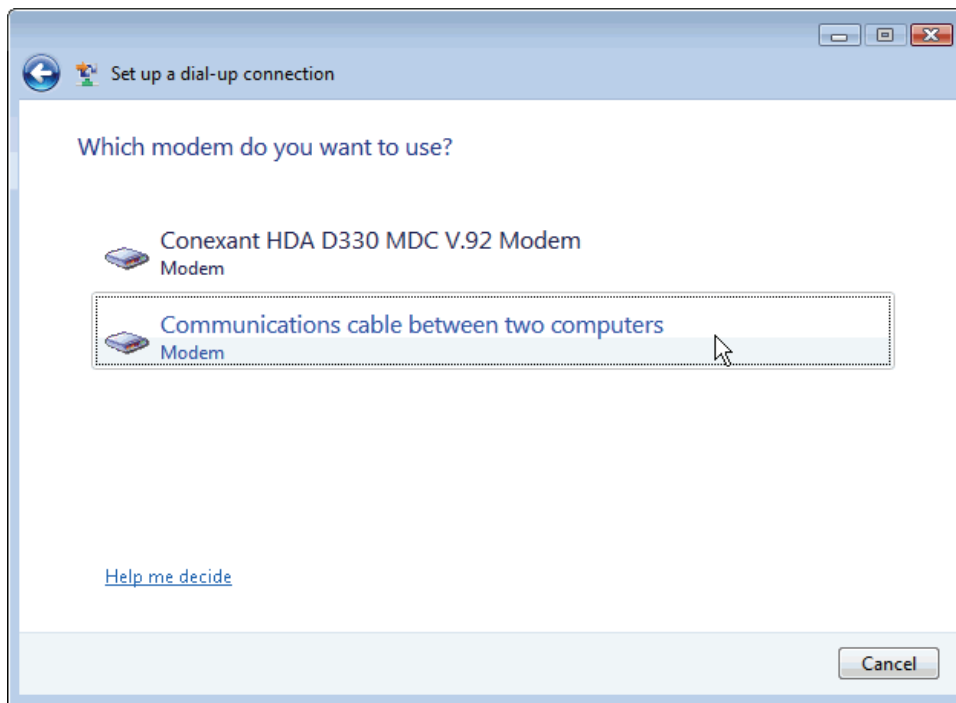 Set up a dial-up connection
Which modem do you want to use?
Conexant HDA D330 MDC V.92 Modem
Modem
Communications cable between two computers
Modem
Help me decide
Cancel